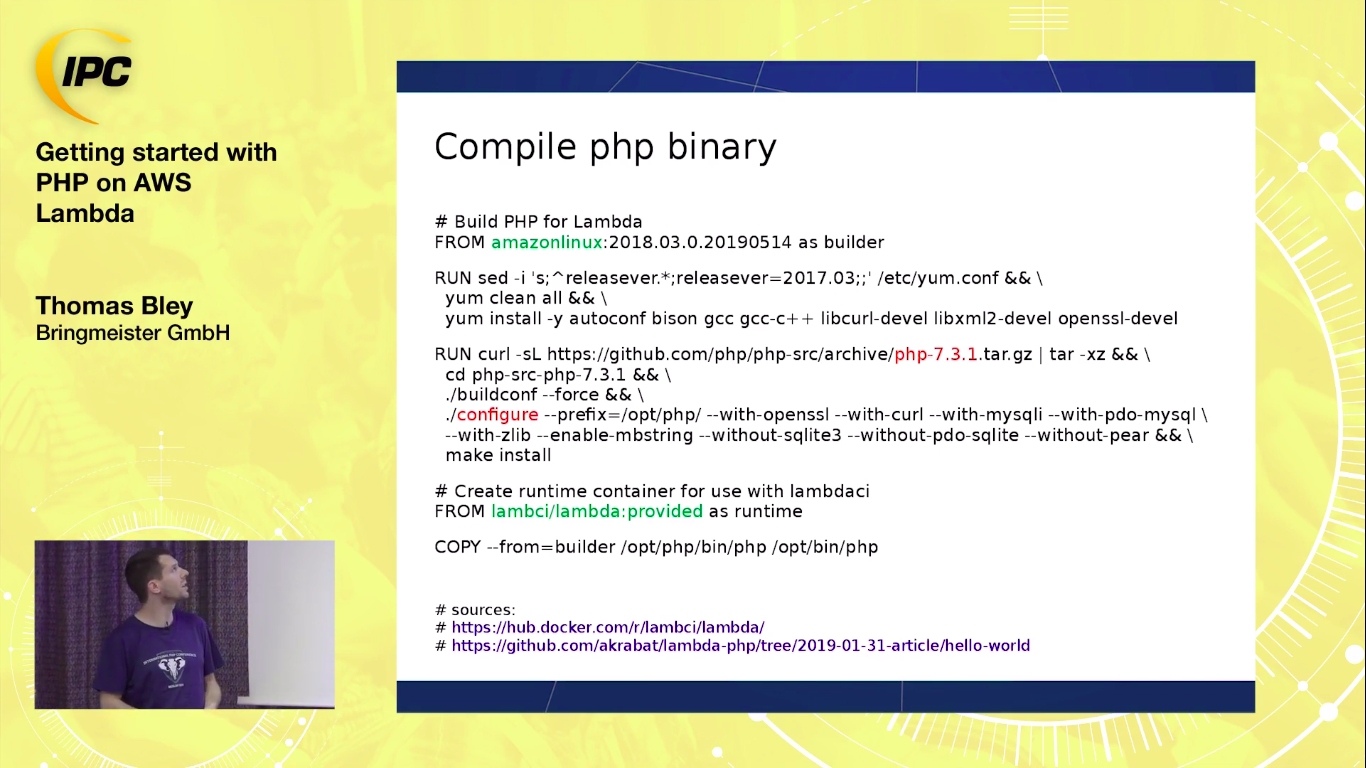 IPC
Getting started with
PHP on AWS
Lambda
Thomas Bley
Bringmeister GmbH
Compile php binary
# Build PHP for Lambda
FROM amazonlinux:2018.03.0.20190514 as builder
RUN sed -i 's;^releasever.*;releasever=2017.03;;' /etc/yum.conf && \
yum clean all && \
yum install -y autoconf bison gcc gcc-c++ libcurl-devel libxml2-devel openssl-devel
RUN curl -sL https://github.com/php/php-src/archive/php-7.3.1.tar.gz | tar -xz && \
cd php-src-php-7.3.1 && \
./buildconf --force && \
./configure --prefix=/opt/php/ --with-openssl --with-curl --with-mysqli --with-pdo-mysql \
--with-zlib --enable-mbstring --without-sqlite3 --without-pdo-sqlite --without-pear && \
make install
# Create runtime container for use with lambdaci
FROM lambci/lambda:provided as runtime
COPY --from=builder /opt/php/bin/php /opt/bin/php
# sources:
# https://hub.docker.com/r/lambci/lambda/
# https://github.com/akrabat/lambda-php/tree/2019-01-31-article/hello-world